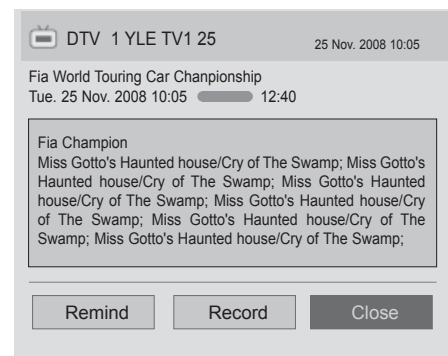 DTV 1 YLE TV1 25 25 Nov. 2008 10:05
Fia World Touring Car Chanpionship
Tue. 25 Nov. 2008 10:05 12:40
Fia Champion
Miss Gotto's Haunted house/Cry of The Swamp; Miss Gotto's
Haunted house/Cry of The Swamp; Miss Gotto's Haunted
house/Cry of The Swamp; Miss Gotto's Haunted house/Cry
of The Swamp; Miss Gotto's Haunted house/Cry of The
Swamp; Miss Gotto's Haunted house/Cry of The Swamp;
Remind Record Close